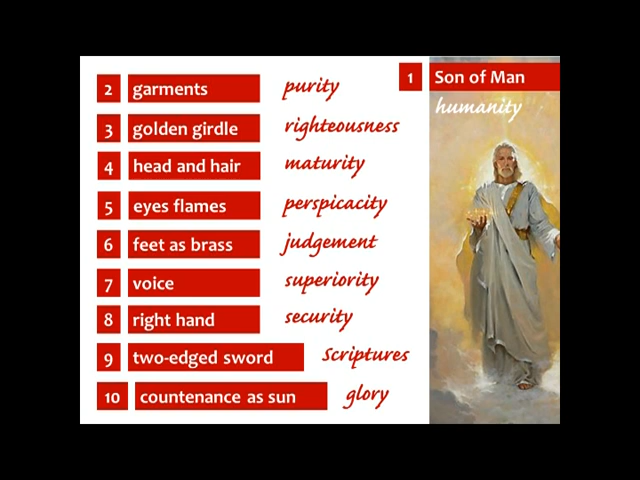 1 Son of Man
humanity
2 garments purity
3 golden girdle righteousness
4 head and hair maturity
5 eyes flames perspicacity
6 feet as brass judgement
7 voice superiority
8 right hand security
9 two-edged sword Scriptures
10 countenance as sun glory